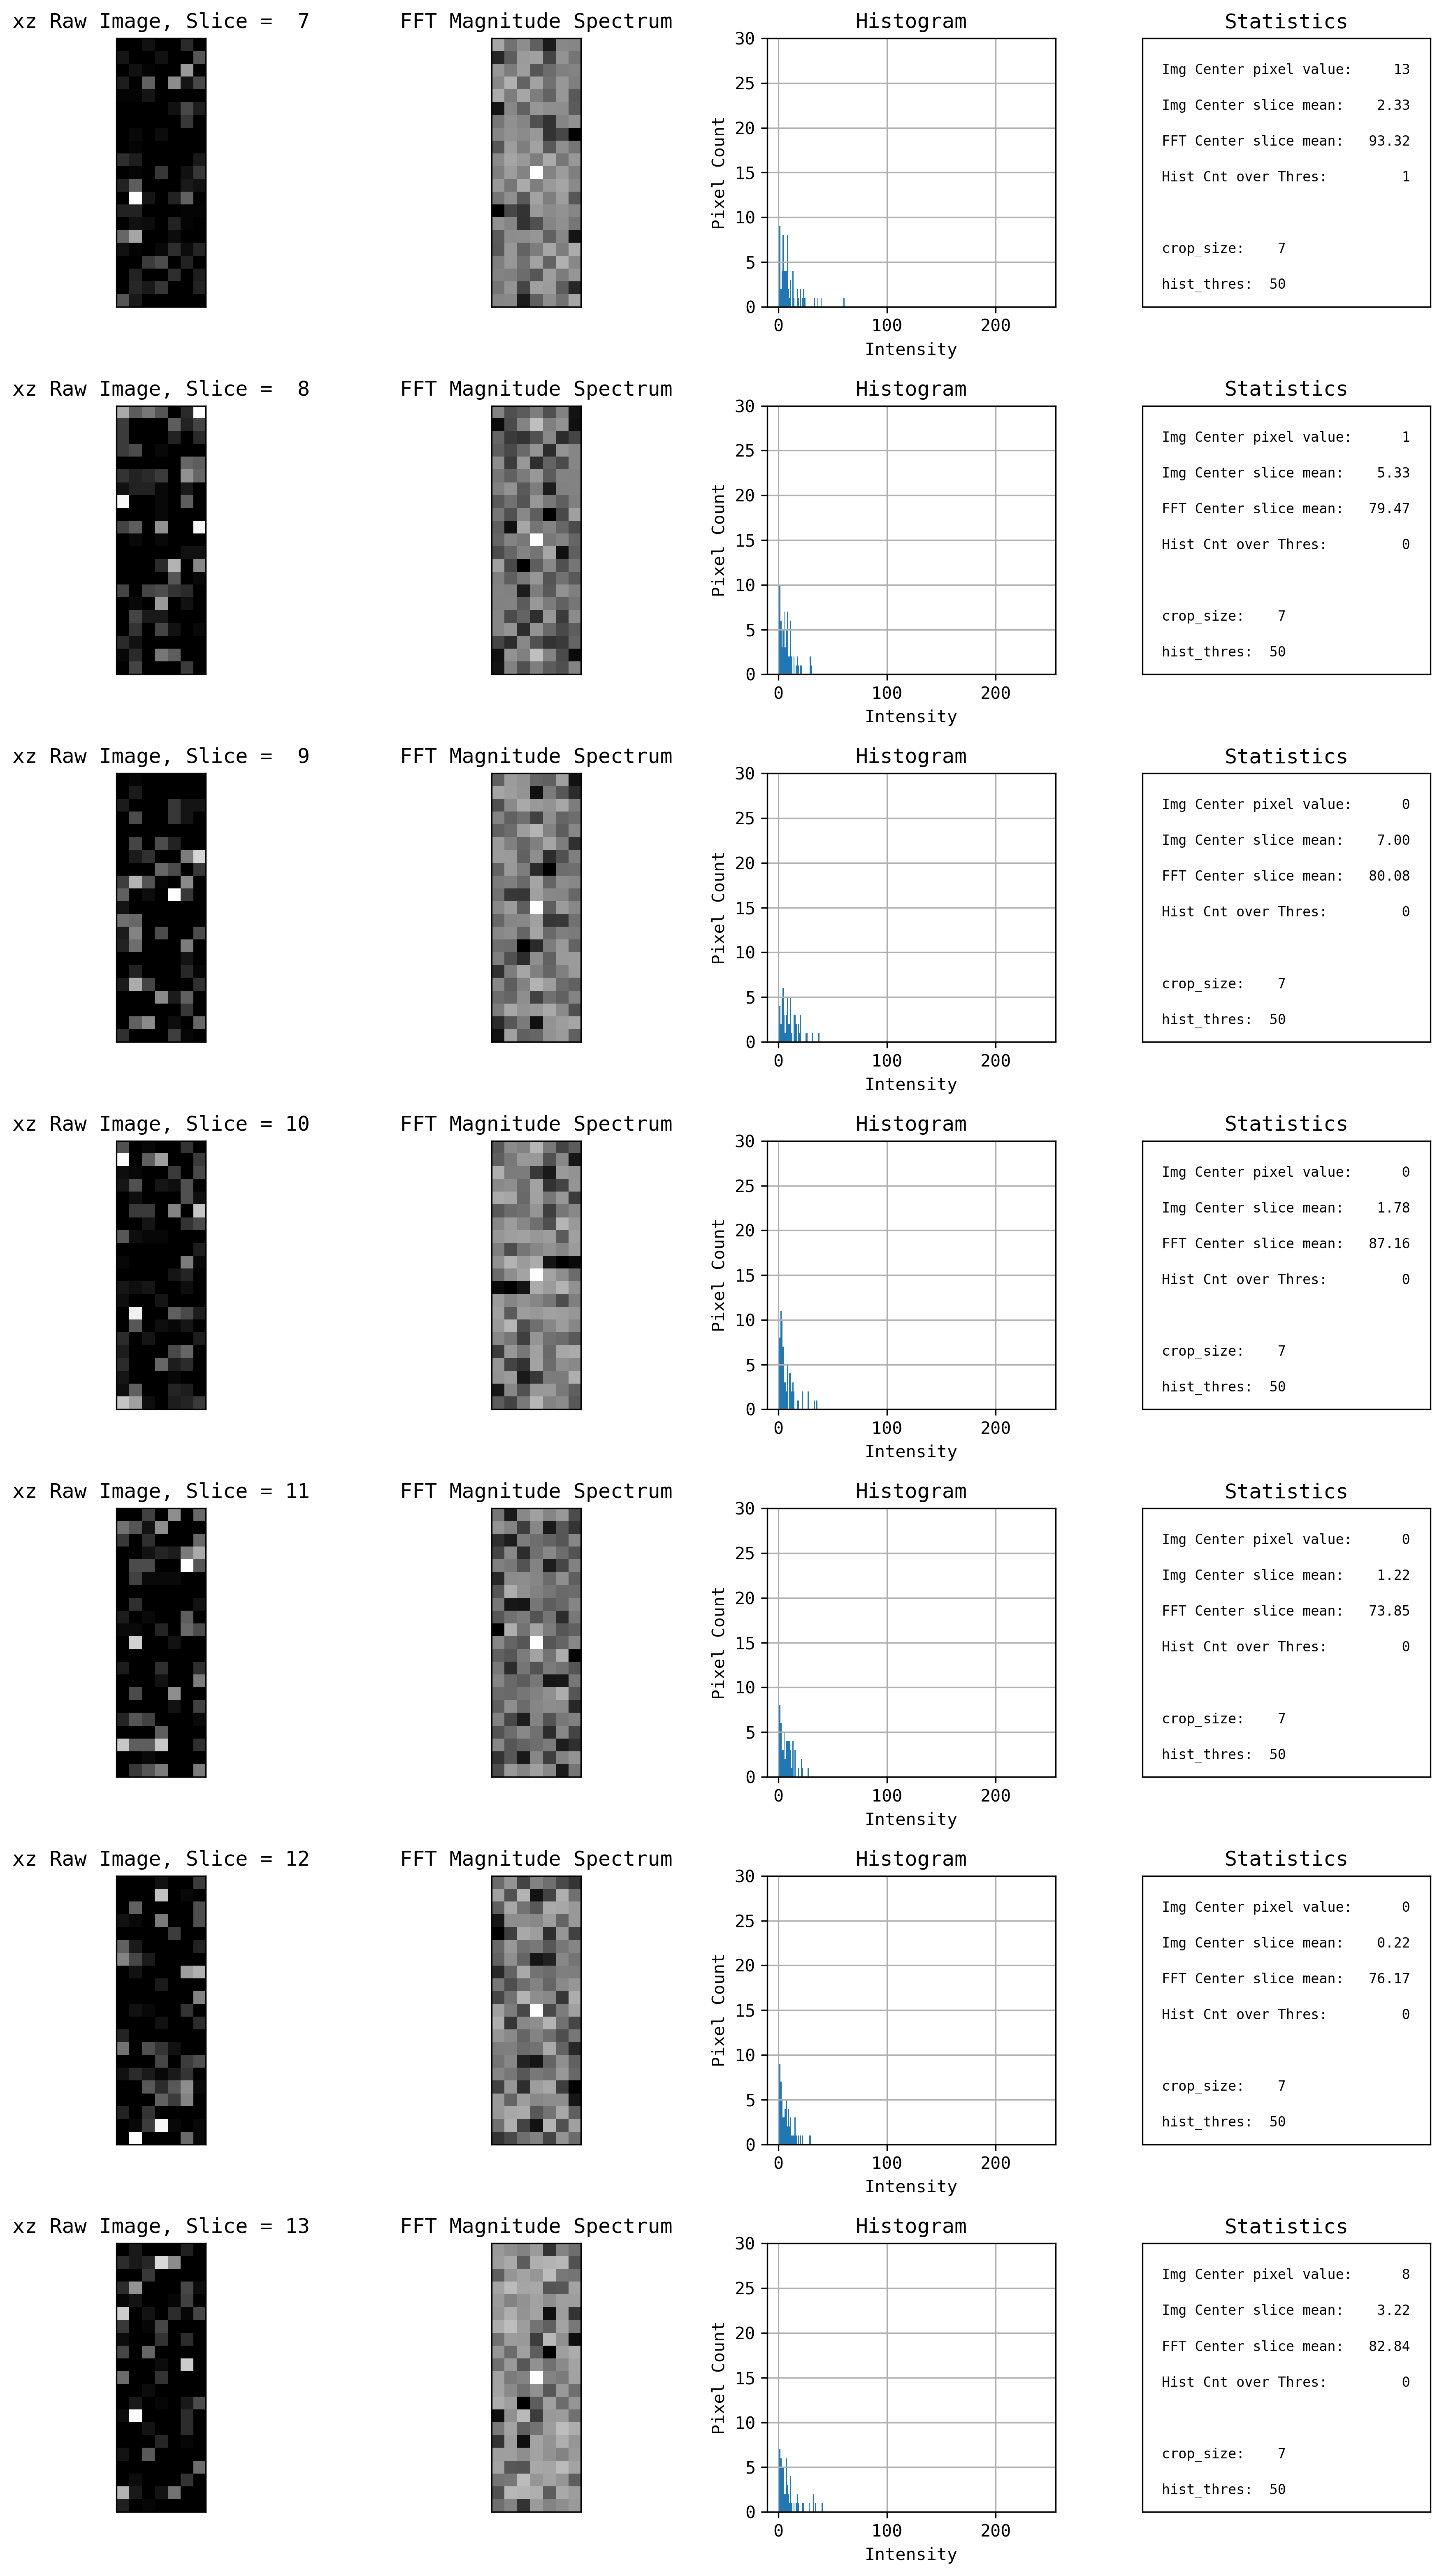 xz Raw Image, Slice =  7
FFT Magnitude Spectrum
Histogram
Statistics
30
25
20
15
10
5
0
Pixel Count
0 100 200
Intensity
Img Center pixel value: 13
Img Center slice mean: 2.33
FFT Center slice mean: 93.32
Hist Cnt over Thres: 1
crop_size: 7
hist_thres: 50
xz Raw Image, Slice =  8
FFT Magnitude Spectrum
Histogram
Statistics
30
25
20
15
10
5
0
Pixel Count
0 100 200
Intensity
Img Center pixel value: 1
Img Center slice mean: 5.33
FFT Center slice mean: 79.47
Hist Cnt over Thres: 0
crop_size: 7
hist_thres: 50
xz Raw Image, Slice =  9
FFT Magnitude Spectrum
Histogram
Statistics
30
25
20
15
10
5
0
Pixel Count
0 100 200
Intensity
Img Center pixel value: 0
Img Center slice mean: 7.00
FFT Center slice mean: 80.08
Hist Cnt over Thres: 0
crop_size: 7
hist_thres: 50
xz Raw Image, Slice = 10
FFT Magnitude Spectrum
Histogram
Statistics
30
25
20
15
10
5
0
Pixel Count
0 100 200
Intensity
Img Center pixel value: 0
Img Center slice mean: 1.78
FFT Center slice mean: 87.16
Hist Cnt over Thres: 0
crop_size: 7
hist_thres: 50
xz Raw Image, Slice = 11
FFT Magnitude Spectrum
Histogram
Statistics
30
25
20
15
10
5
0
Pixel Count
0 100 200
Intensity
Img Center pixel value: 0
Img Center slice mean: 1.22
FFT Center slice mean: 73.85
Hist Cnt over Thres: 0
crop_size: 7
hist_thres: 50
xz Raw Image, Slice = 12
FFT Magnitude Spectrum
Histogram
Statistics
30
25
20
15
10
5
0
Pixel Count
0 100 200
Intensity
Img Center pixel value: 0
Img Center slice mean: 0.22
FFT Center slice mean: 76.17
Hist Cnt over Thres: 0
crop_size: 7
hist_thres: 50
xz Raw Image, Slice = 13
FFT Magnitude Spectrum
Histogram
Statistics
30
25
20
15
10
5
0
Pixel Count
0 100 200
Intensity
Img Center pixel value: 8
Img Center slice mean: 3.22
FFT Center slice mean: 82.84
Hist Cnt over Thres: 0
crop_size: 7
hist_thres: 50